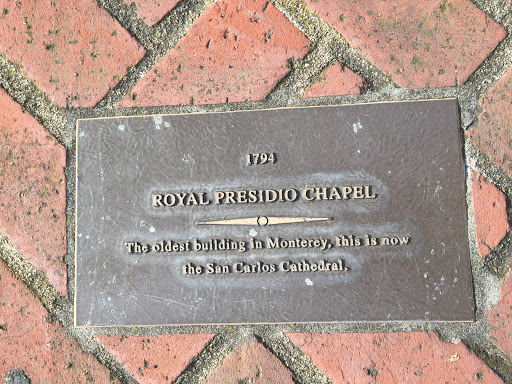 1794
ROYAL PRESIDIO CHAPEL
The oldest building in Monterey, this is now
the San Carlos Cathedral.